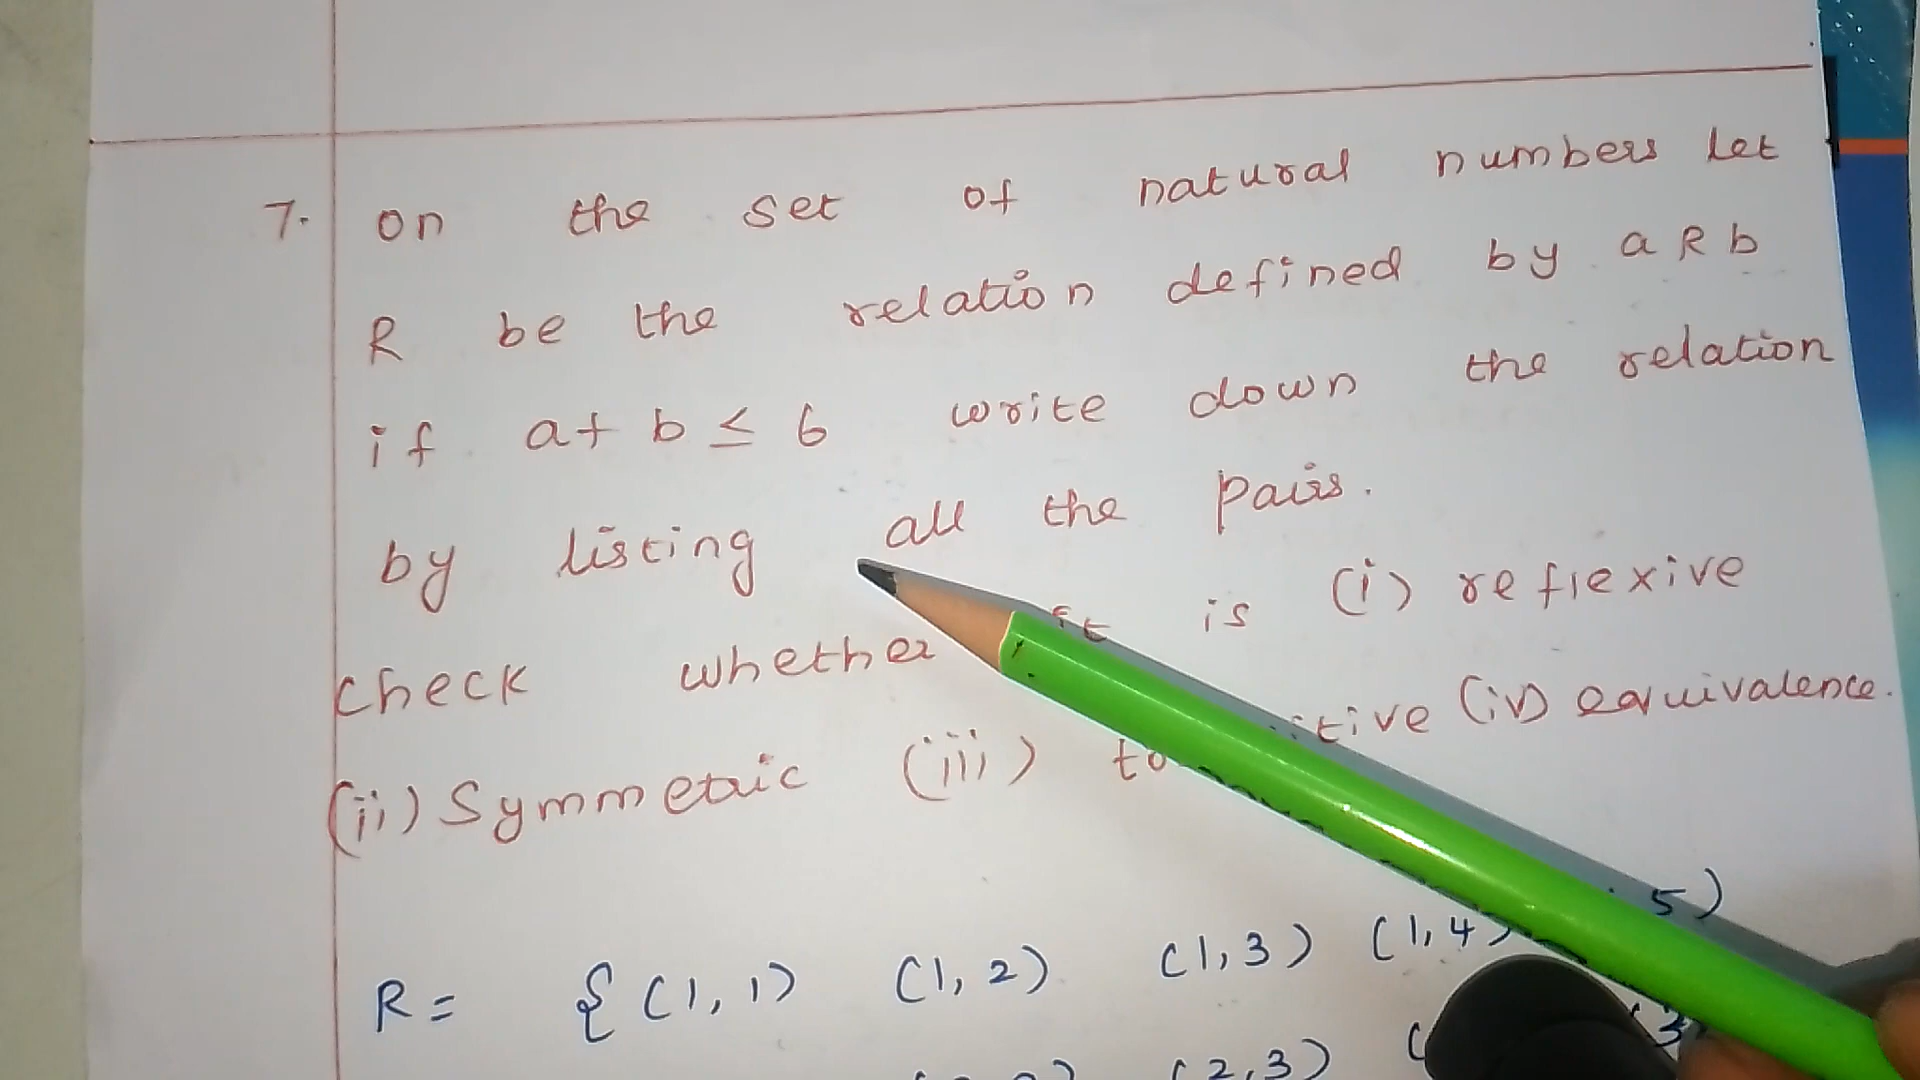 7. on the set of natural numbers let
R be the relation defined by a R b
if a + b ≤ 6 write down the relation
by listing all the pairs.
check whether it is (i) reflexive
(ii) Symmetric (iii) (iv) equivalence.
R = { (1, 1) (1, 2) (1, 3) (1, 4) 5)
(2, 3)